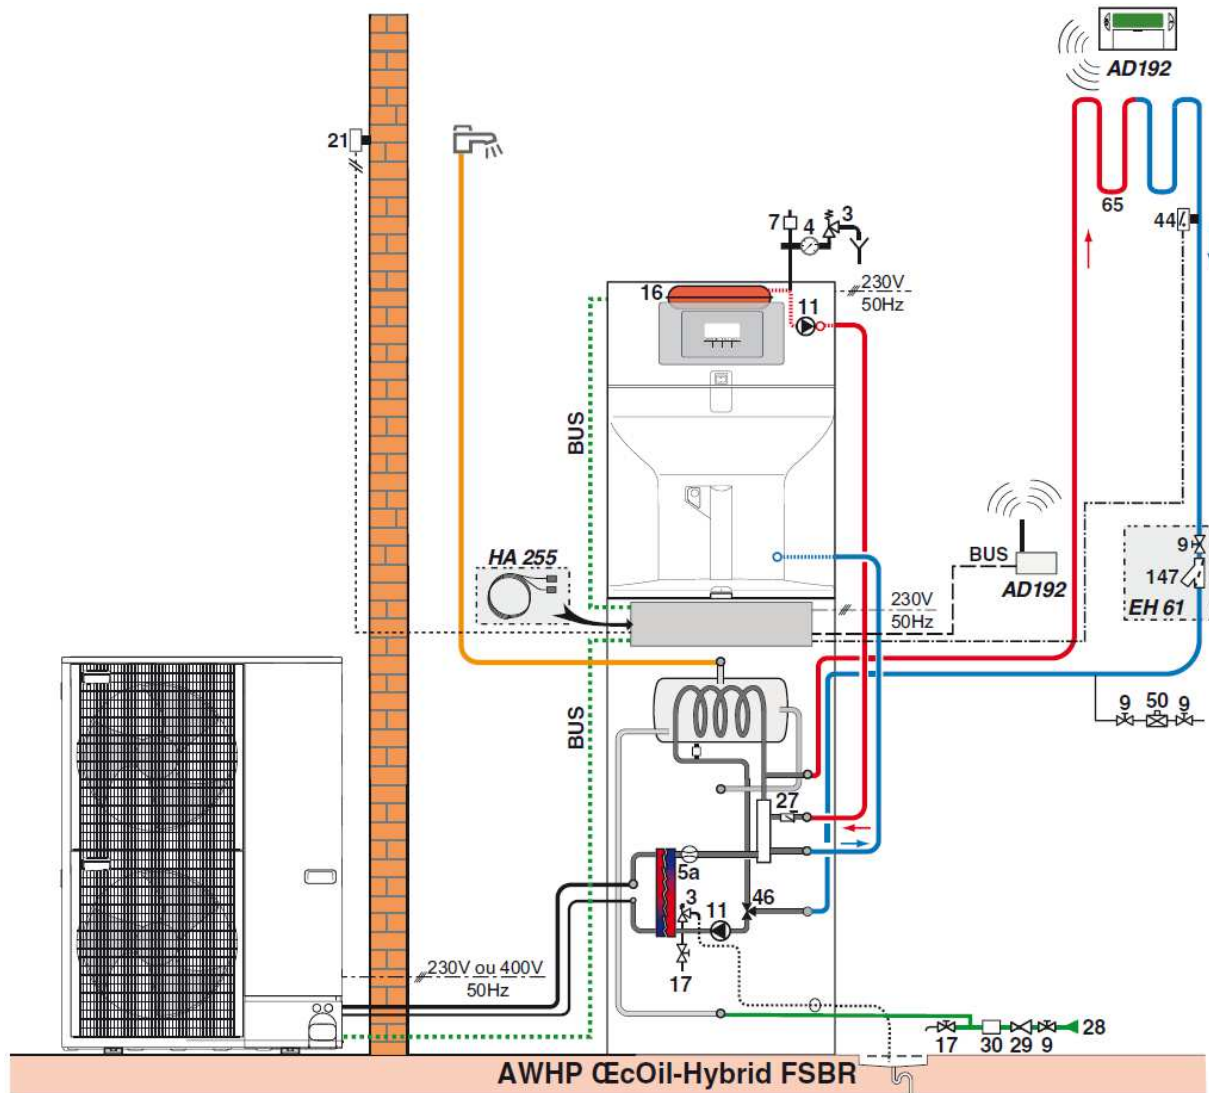 AD192
21
65
44
7
4
3
16
11
230V
50Hz
BUS
HA 255
BUS
AD192
9
147
EH 61
230V
50Hz
BUS
9
50
9
27
5a
3
11
46
17
230V ou 400V
50Hz
17
30
29
9
28
AWHP ŒcOil-Hybrid FSBR